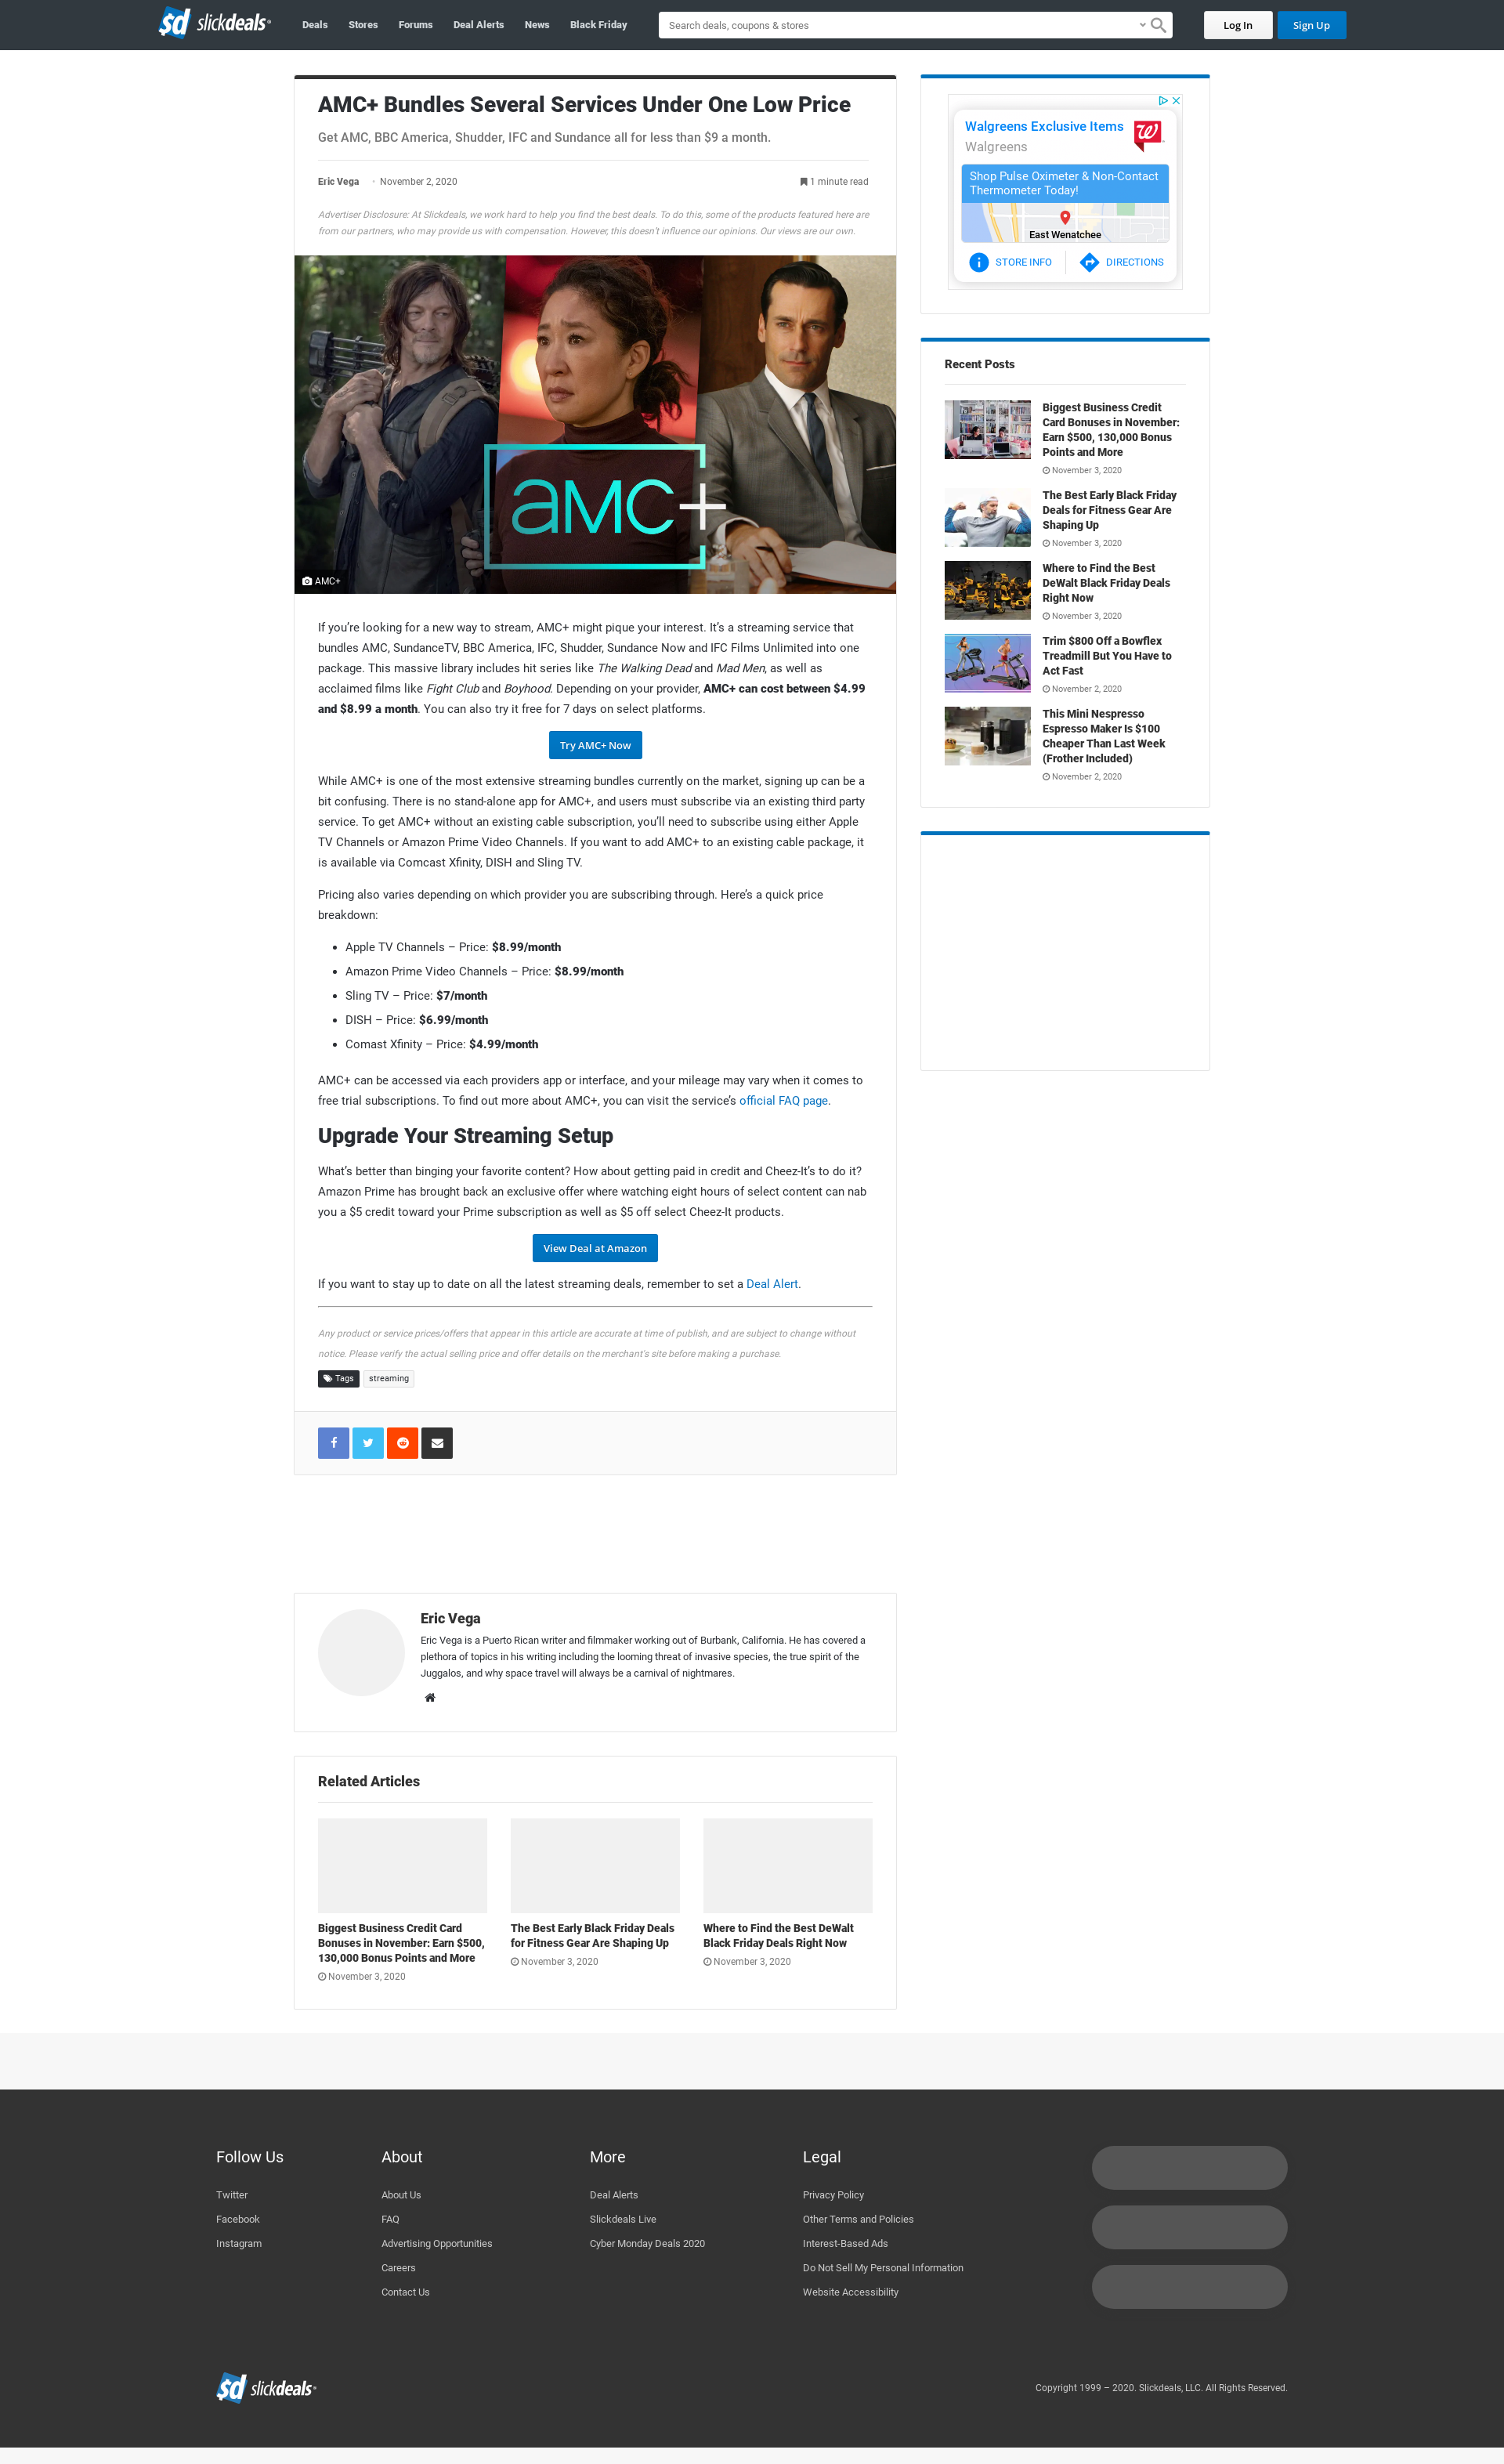 sd slickdeals
Deals Stores Forums Deal Alerts News Black Friday
Search deals, coupons & stores
Log In Sign Up
AMC+ Bundles Several Services Under One Low Price
Get AMC, BBC America, Shudder, IFC and Sundance all for less than $9 a month.
Eric Vega · November 2, 2020
1 minute read
Advertiser Disclosure: At Slickdeals, we work hard to help you find the best deals. To do this, some of the products featured here are
from our partners, who may provide us with compensation. However, this doesn't influence our opinions. Our views are our own.
aMC+
AMC+
If you’re looking for a new way to stream, AMC+ might pique your interest. It’s a streaming service that
bundles AMC, SundanceTV, BBC America, IFC, Shudder, Sundance Now and IFC Films Unlimited into one
package. This massive library includes hit series like The Walking Dead and Mad Men, as well as
acclaimed films like Fight Club and Boyhood. Depending on your provider, AMC+ can cost between $4.99
and $8.99 a month. You can also try it free for 7 days on select platforms.
Try AMC+ Now
While AMC+ is one of the most extensive streaming bundles currently on the market, signing up can be a
bit confusing. There is no stand-alone app for AMC+, and users must subscribe via an existing third party
service. To get AMC+ without an existing cable subscription, you’ll need to subscribe using either Apple
TV Channels or Amazon Prime Video Channels. If you want to add AMC+ to an existing cable package, it
is available via Comcast Xfinity, DISH and Sling TV.
Pricing also varies depending on which provider you are subscribing through. Here’s a quick price
breakdown:
• Apple TV Channels – Price: $8.99/month
• Amazon Prime Video Channels – Price: $8.99/month
• Sling TV – Price: $7/month
• DISH – Price: $6.99/month
• Comast Xfinity – Price: $4.99/month
AMC+ can be accessed via each providers app or interface, and your mileage may vary when it comes to
free trial subscriptions. To find out more about AMC+, you can visit the service’s official FAQ page.
Upgrade Your Streaming Setup
What’s better than binging your favorite content? How about getting paid in credit and Cheez-It’s to do it?
Amazon Prime has brought back an exclusive offer where watching eight hours of select content can nab
you a $5 credit toward your Prime subscription as well as $5 off select Cheez-It products.
View Deal at Amazon
If you want to stay up to date on all the latest streaming deals, remember to set a Deal Alert.
Any product or service prices/offers that appear in this article are accurate at time of publish, and are subject to change without
notice. Please verify the actual selling price and offer details on the merchant's site before making a purchase.
Tags streaming
Eric Vega
Eric Vega is a Puerto Rican writer and filmmaker working out of Burbank, California. He has covered a
plethora of topics in his writing including the looming threat of invasive species, the true spirit of the
Juggalos, and why space travel will always be a carnival of nightmares.
Related Articles
Biggest Business Credit Card
Bonuses in November: Earn $500,
130,000 Bonus Points and More
November 3, 2020
The Best Early Black Friday Deals
for Fitness Gear Are Shaping Up
November 3, 2020
Where to Find the Best DeWalt
Black Friday Deals Right Now
November 3, 2020
Walgreens Exclusive Items
Walgreens
Shop Pulse Oximeter & Non-Contact
Thermometer Today!
East Wenatchee
STORE INFO DIRECTIONS
Recent Posts
Biggest Business Credit
Card Bonuses in November:
Earn $500, 130,000 Bonus
Points and More
November 3, 2020
The Best Early Black Friday
Deals for Fitness Gear Are
Shaping Up
November 3, 2020
Where to Find the Best
DeWalt Black Friday Deals
Right Now
November 3, 2020
Trim $800 Off a Bowflex
Treadmill But You Have to
Act Fast
November 2, 2020
This Mini Nespresso
Espresso Maker Is $100
Cheaper Than Last Week
(Frother Included)
November 2, 2020
Follow Us
Twitter
Facebook
Instagram
About
About Us
FAQ
Advertising Opportunities
Careers
Contact Us
More
Deal Alerts
Slickdeals Live
Cyber Monday Deals 2020
Legal
Privacy Policy
Other Terms and Policies
Interest-Based Ads
Do Not Sell My Personal Information
Website Accessibility
sd slickdeals
Copyright 1999 – 2020. Slickdeals, LLC. All Rights Reserved.